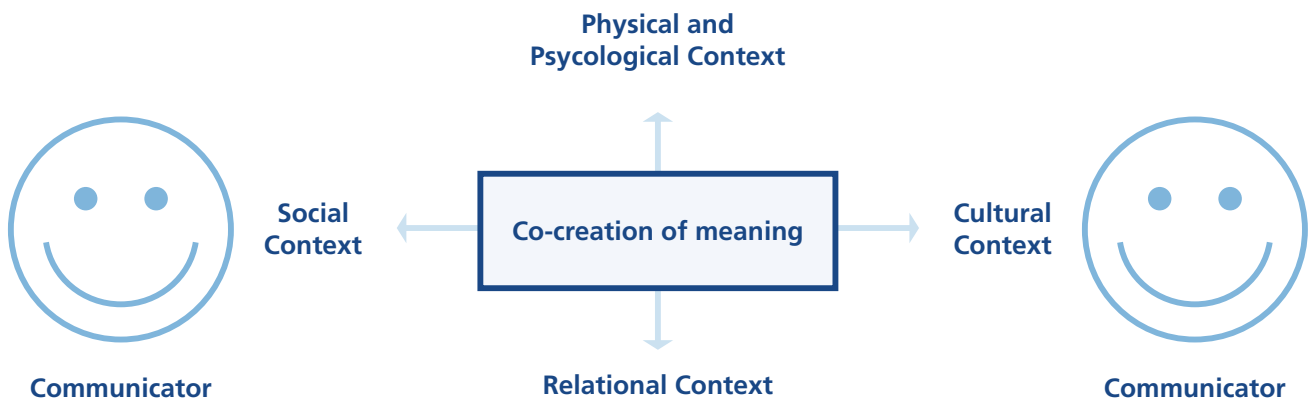 Physical and
Psycological Context
Social
Context
Co-creation of meaning
Cultural
Context
Communicator
Relational Context
Communicator